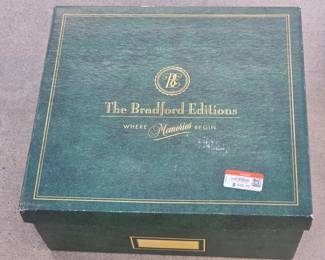 The Bradford Editions
WHERE Memories BEGIN